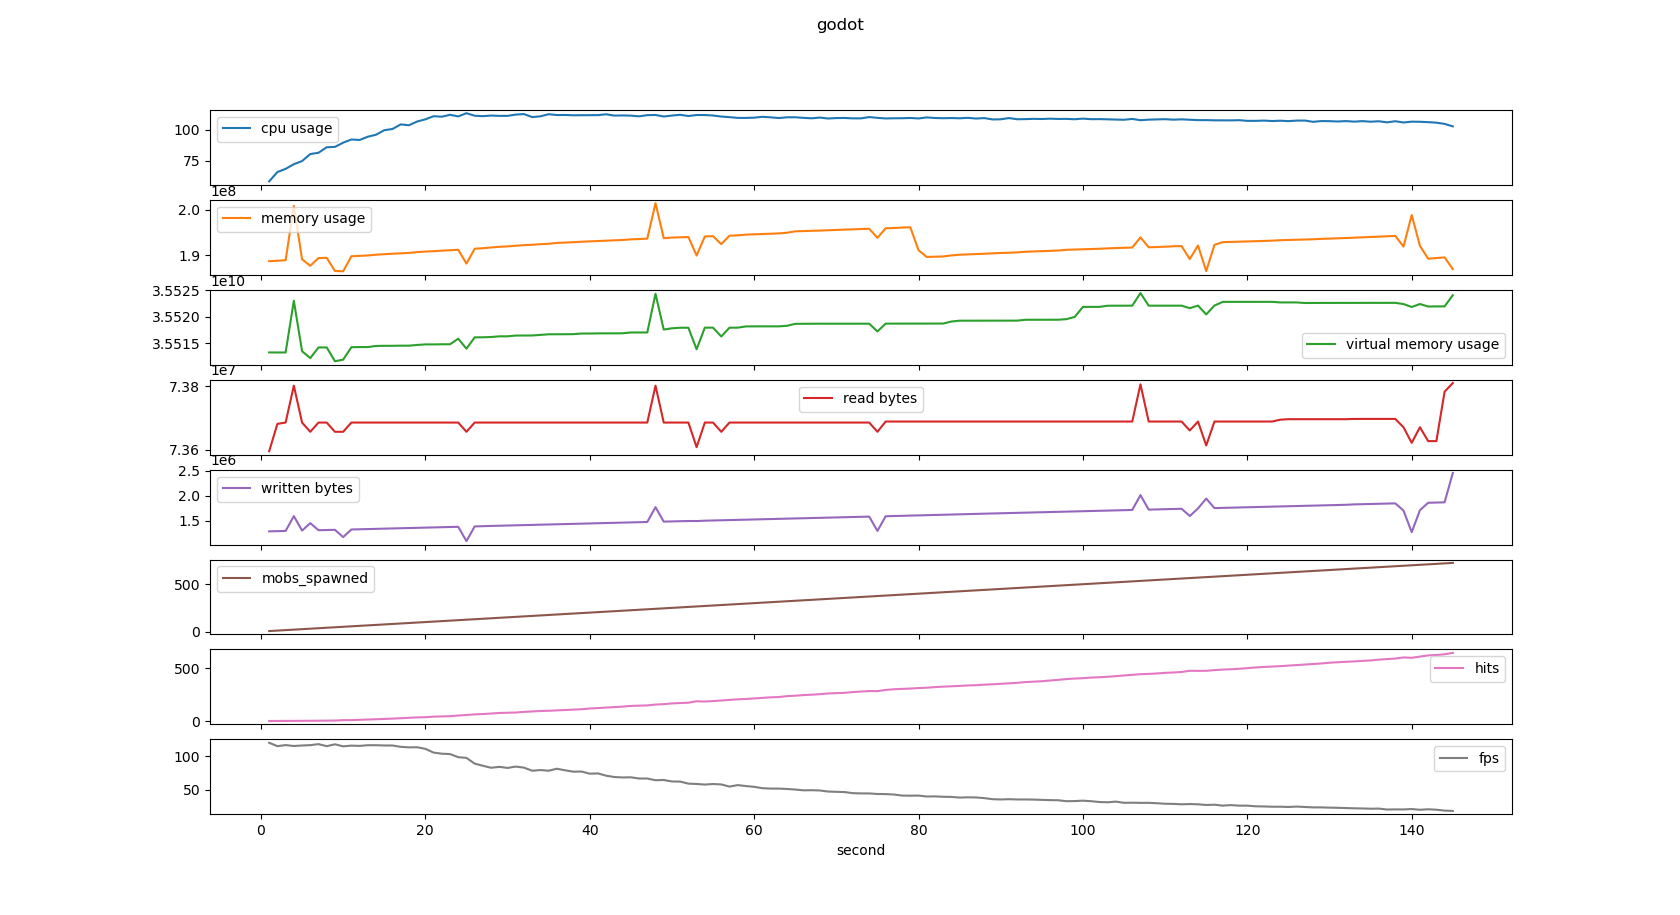 godot
cpu usage
100
75
1e8
memory usage
2.0
1.9
1e10
3.5525
3.5520
3.5515
virtual memory usage
1e7
7.38
7.36
read bytes
1e6
2.5
2.0
1.5
written bytes
mobs_spawned
500
0
hits
500
0
fps
100
50
0 20 40 60 80 100 120 140
second